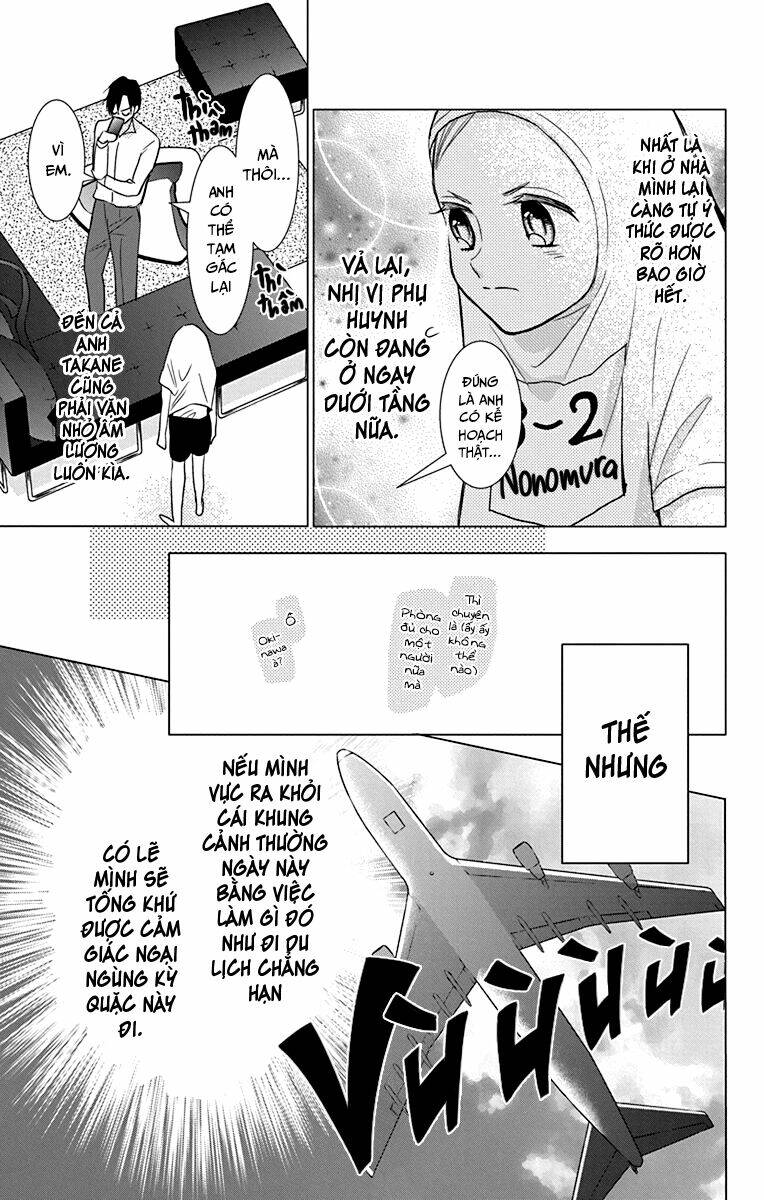 NHẤT LÀ
KHI Ở NHÀ
MÌNH LẠI
CÀNG TỰ Ý
THỨC ĐƯỢC
RÕ HƠN
BAO GIỜ
HẾT.
VẢ LẠI,
NHỊ VỊ PHỤ
HUYNH
CÒN ĐANG
Ở NGAY
DƯỚI TẦNG
NỮA.
ĐÚNG
LÀ ANH
CÓ KẾ
HOẠCH
THẬT...
3-2
Nonomura
MÀ
THÔI...
ANH
CÓ THỂ
TẠM
GÁC LẠI
VÌ
EM.
Thì
thầm
Thì
thầm
ĐẾN CẢ
ANH
TAKANE
CŨNG
PHẢI VẶN
NHỎ ÂM
LƯỢNG
LUÔN KÌA.
Thì
chuyện
là (ấy ấy
không
thể
nào)
Phòng
đủ cho
một
người
nữa
mà
Ồ
Oki-
nawa
à?
THẾ
NHƯNG
NẾU MÌNH
VỰC RA KHỎI
CÁI KHUNG
CẢNH THƯỜNG
NGÀY NÀY
BẰNG VIỆC
LÀM GÌ ĐÓ
NHƯ ĐI DU
LỊCH CHẲNG
HẠN
CÓ LẼ
MÌNH SẼ
TỐNG KHỨ
ĐƯỢC CẢM
GIÁC NGẠI
NGÙNG KỲ
QUẶC NÀY
ĐI.
VÙÙÙÙÙ